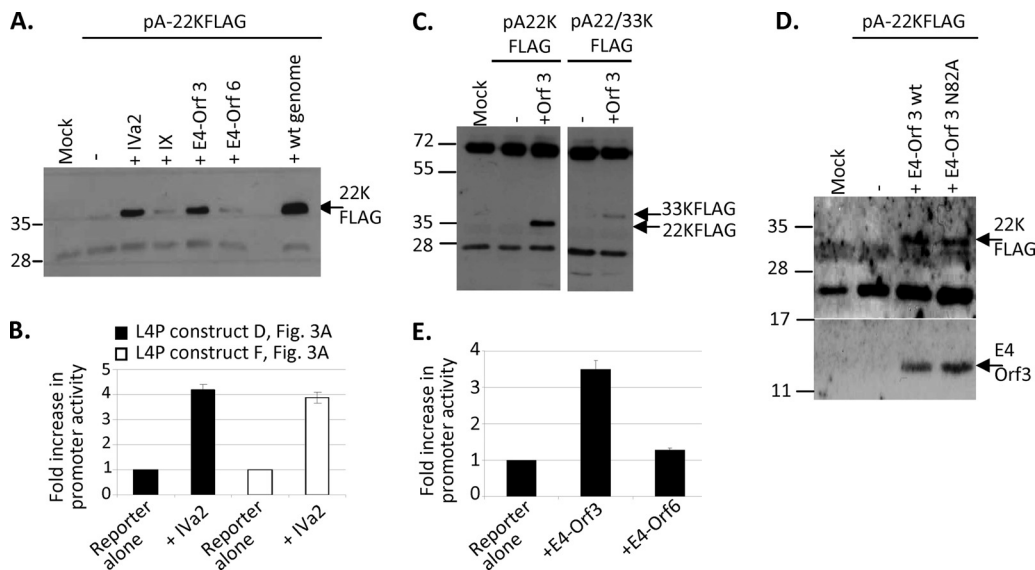 A.
pA-22KFLAG
Mock
-
+ IVa2
+ IX
+ E4-Orf 3
+ E4-Orf 6
+ wt genome
35
28
22K
FLAG
B.
L4P construct D, Fig. 3A
L4P construct F, Fig. 3A
Fold increase in
promoter activity
5
4
3
2
1
0
Reporter
alone
+ IVa2
Reporter
alone
+ IVa2
C.
pA22K
FLAG
pA22/33K
FLAG
Mock
-
+Orf 3
-
+Orf 3
72
55
35
28
33KFLAG
22KFLAG
D.
pA-22KFLAG
Mock
-
+ E4-Orf 3 wt
+ E4-Orf 3 N82A
35
28
17
11
22K
FLAG
E4
Orf3
E.
Fold increase in
promoter activity
4
3
2
1
0
Reporter
alone
+E4-Orf3
+E4-Orf6